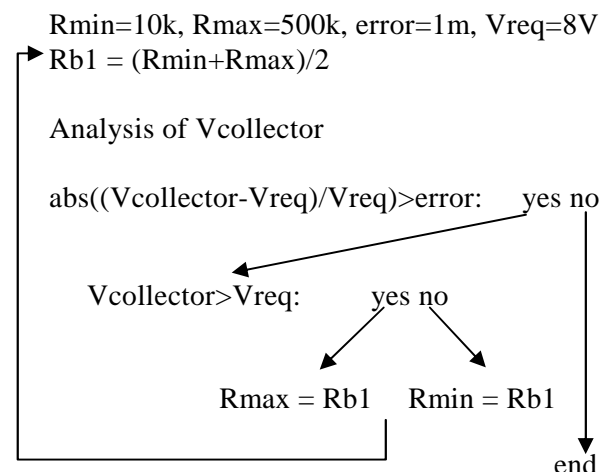 Rmin=10k, Rmax=500k, error=1m, Vreq=8V
Rb1 = (Rmin+Rmax)/2
Analysis of Vcollector
abs((Vcollector-Vreq)/Vreq)>error: yes no
Vcollector>Vreq: yes no
Rmax = Rb1 Rmin = Rb1
end